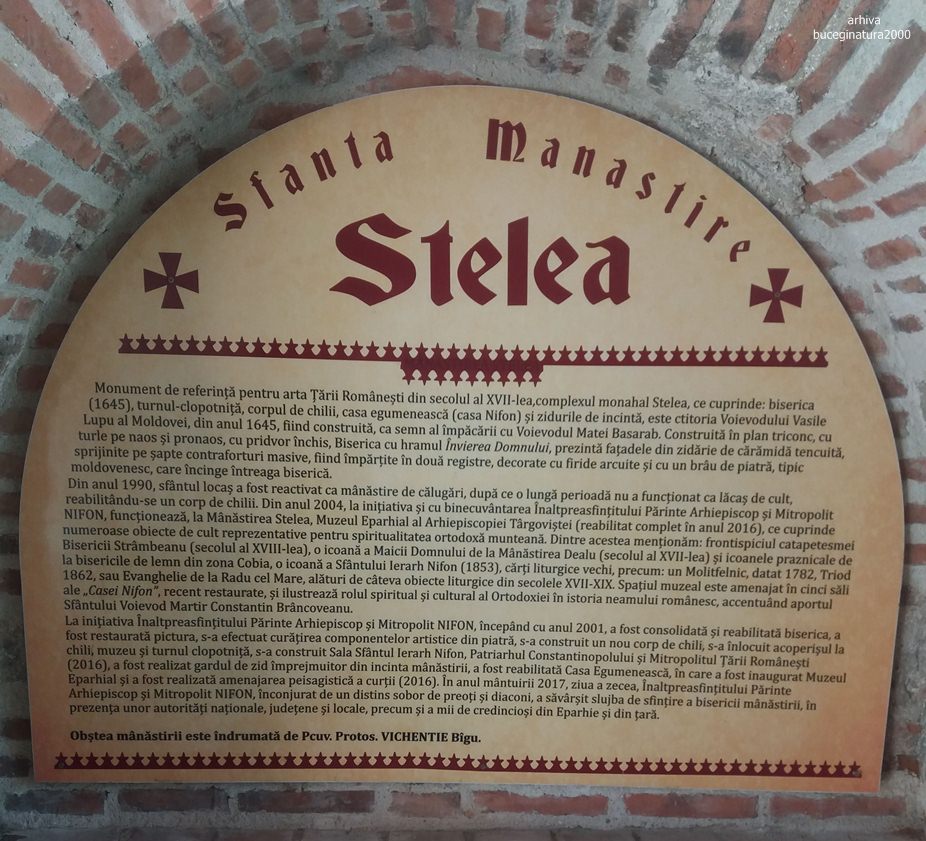 arhiva
buceginatura2000
Sfanta Manastire
Stelea
Monument de referință pentru arta Țării Românești din secolul al XVII-lea,complexul monahal Stelea, ce cuprinde: biserica
(1645), turnul-clopotniță, corpul de chilii, casa egumenească (casa Nifon) și zidurile de incintă, este ctitoria Voievodului Vasile
Lupu al Moldovei, din anul 1645, fiind construită, ca semn al împăcării cu Voievodul Matei Basarab. Construită în plan triconc, cu
turle pe naos și pronaos, cu pridvor închis, Biserica cu hramul Învierea Domnului, prezintă fațadele din zidărie de cărămidă tencuită,
sprijinite pe șapte contraforturi masive, fiind împărțite în două registre, decorate cu firide arcuite și cu un brâu de piatră, tipic
moldovenesc, care încinge întreaga biserică.
Din anul 1990, sfântul locaș a fost reactivat ca mânăstire de călugări, după ce o lungă perioadă nu a funcționat ca lăcaș de cult,
reabilitându-se un corp de chilii. Din anul 2004, la inițiativa și cu binecuvântarea Înaltpreasfințitului Părinte Arhiepiscop și Mitropolit
NIFON, funcționează, la Mânăstirea Stelea, Muzeul Eparhial al Arhiepiscopiei Târgoviștei (reabilitat complet în anul 2016), ce cuprinde
numeroase obiecte de cult reprezentative pentru spiritualitatea ortodoxă munteană. Dintre acestea menționăm: frontispiciul catapetesmei
Bisericii Strâmbeanu (secolul al XVIII-lea), o icoană a Maicii Domnului de la Mânăstirea Dealu (secolul al XVII-lea) și icoanele praznicale de
la bisericile de lemn din zona Cobia, o icoană a Sfântului Ierarh Nifon (1853), cărți liturgice vechi, precum: un Molitfelnic, datat 1782, Triod
1862, sau Evanghelie de la Radu cel Mare, alături de câteva obiecte liturgice din secolele XVII-XIX. Spațiul muzeal este amenajat în cinci săli
ale „Casei Nifon”, recent restaurate, și ilustrează rolul spiritual și cultural al Ortodoxiei în istoria neamului românesc, accentuând aportul
Sfântului Voievod Martir Constantin Brâncoveanu.
La inițiativa Înaltpreasfințitului Părinte Arhiepiscop și Mitropolit NIFON, începând cu anul 2001, a fost consolidată și reabilitată biserica, a
fost restaurată pictura, s-a efectuat curățirea componentelor artistice din piatră, s-a construit un nou corp de chilii, s-a înlocuit acoperișul la
chilii, muzeu și turnul clopotniță, s-a construit Sala Sfântul Ierarh Nifon, Patriarhul Constantinopolului și Mitropolitul Țării Românești
(2016), a fost realizat gardul de zid împrejmuitor din incinta mânăstirii, a fost reabilitată Casa Egumenească, în care a fost inaugurat Muzeul
Eparhial și a fost realizată amenajarea peisagistică a curții (2016). În anul mântuirii 2017, ziua a zecea, Înaltpreasfințitului Părinte
Arhiepiscop și Mitropolit NIFON, înconjurat de un distins sobor de preoți și diaconi, a săvârșit slujba de sfințire a bisericii mânăstirii, în
prezența unor autorități naționale, județene și locale, precum și a mii de credincioși din Eparhie și din țară.
Obștea mânăstirii este îndrumată de Pcuv. Protos. VICHENTIE Bîgu.